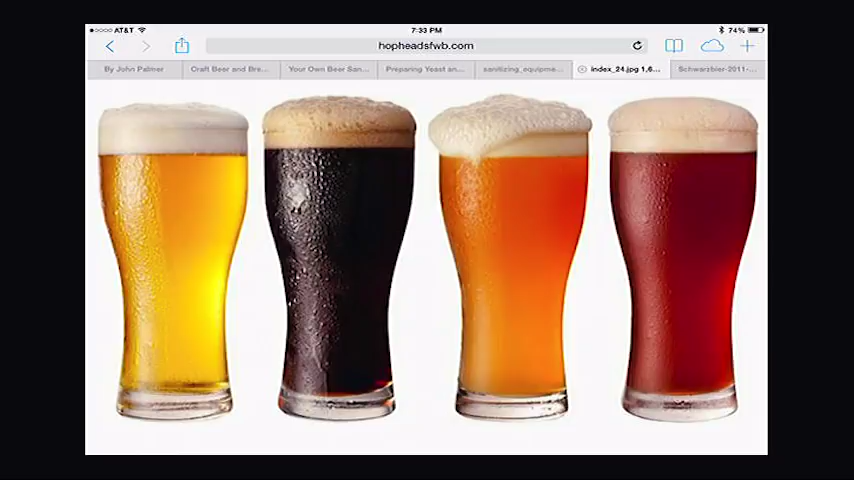 AT&T
7:33 PM
74%
hopheadsfwb.com
By John Palmer
Craft Beer and Bre...
Your Own Beer San...
Preparing Yeast an...
sanitizing_equipme...
index_24.jpg 1,6...
Schwarzbier-2011-...